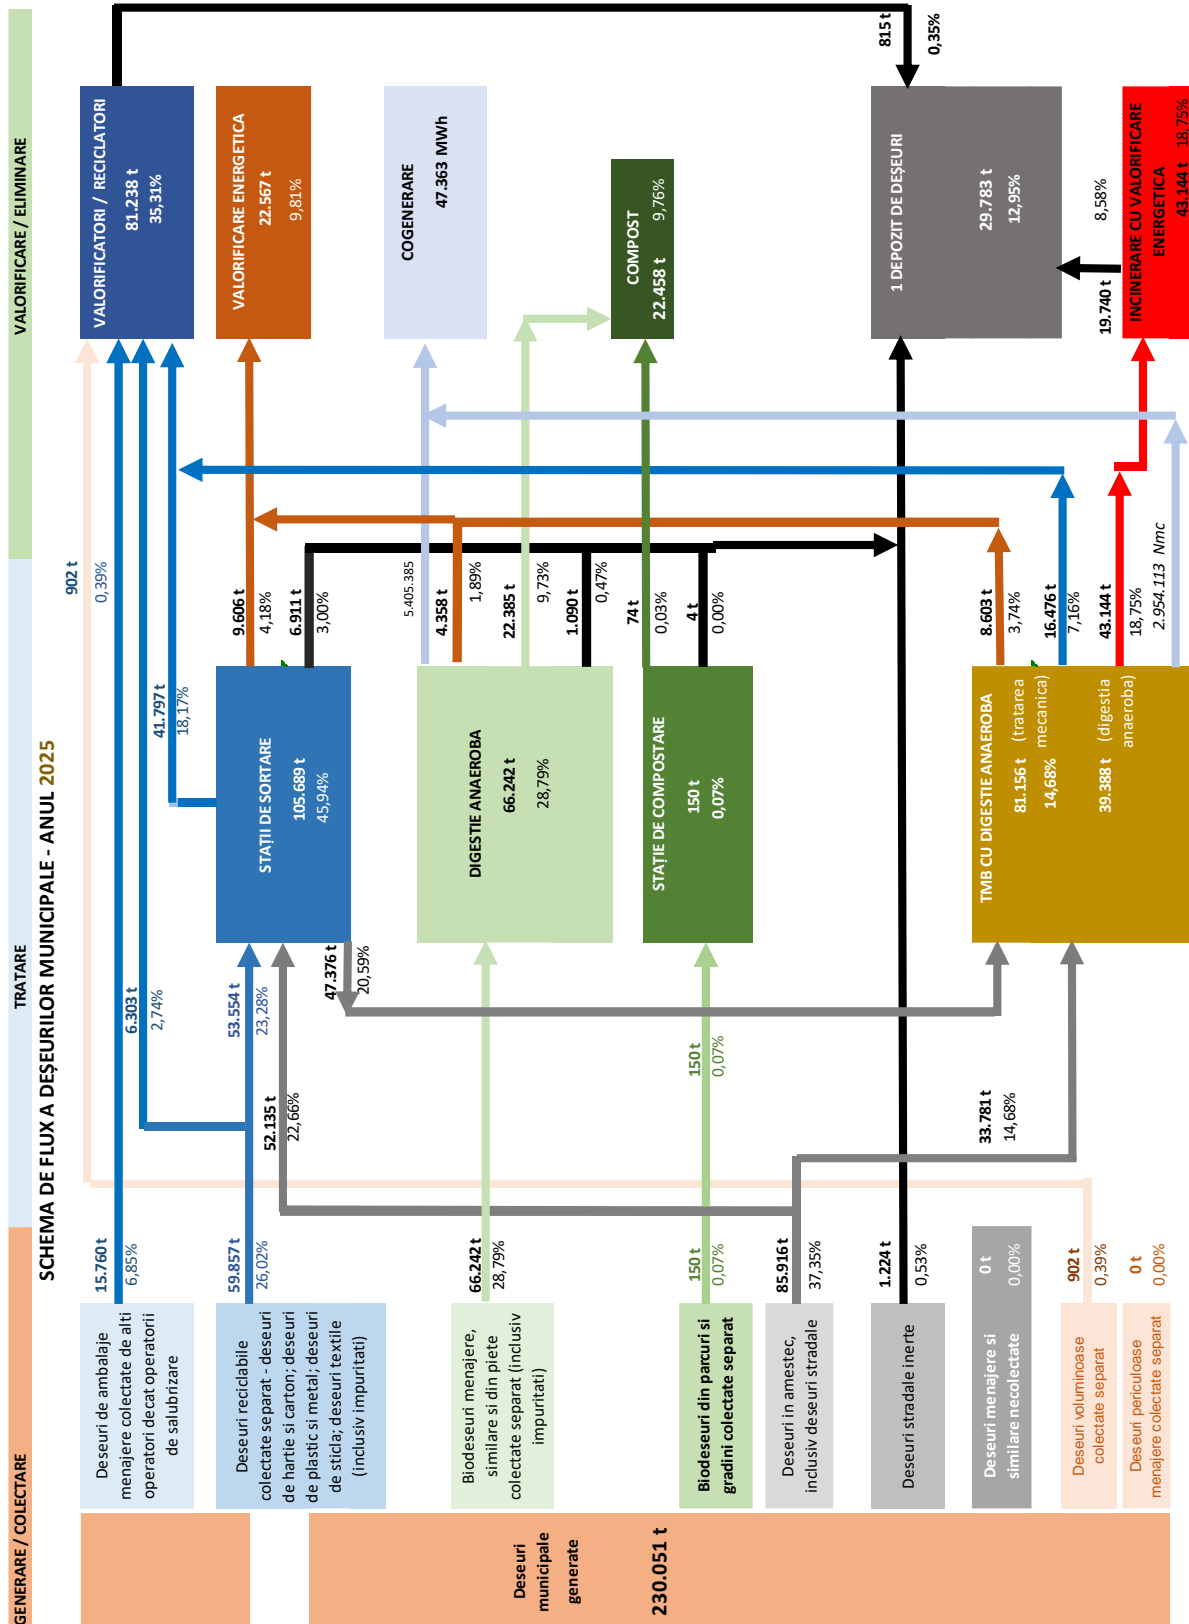 SCHEMA DE FLUX A DEȘEURILOR MUNICIPALE - ANUL 2025
GENERARE / COLECTARE
TRATARE
VALORIFICARE / ELIMINARE
Deseuri
municipale
generate
230.051 t
Deseuri de ambalaje
menajere colectate de alti
operatori decat operatorii
de salubrizare
15.760 t
6,85%
Deseuri reciclabile
colectate separat - deseuri
de hartie si carton; deseuri
de plastic si metal; deseuri
de sticla; deseuri textile
(inclusiv impuritati)
59.857 t
26,02%
Biodeseuri menajere,
similare si din piete
colectate separat (inclusiv
impuritati)
66.242 t
28,79%
Biodeseuri din parcuri si
gradini colectate separat
150 t
0,07%
Deseuri in amestec,
inclusiv deseuri stradale
85.916 t
37,35%
Deseuri stradale inerte
1.224 t
0,53%
Deseuri menajere si
similare necolectate
0 t
0,00%
Deseuri voluminoase
colectate separat
902 t
0,39%
Deseuri periculoase
menajere colectate separat
0 t
0,00%
6.303 t
2,74%
53.554 t
23,28%
52.135 t
22,66%
47.376 t
20,59%
150 t
0,07%
33.781 t
14,68%
STAȚII DE SORTARE
105.689 t
45,94%
DIGESTIE ANAEROBA
66.242 t
28,79%
STAȚIE DE COMPOSTARE
150 t
0,07%
TMB CU DIGESTIE ANAEROBA
81.156 t (tratarea
mecanica)
14,68%
39.388 t (digestia
anaeroba)
902 t
0,39%
41.797 t
18,17%
9.606 t
4,18%
6.911 t
3,00%
5.405.385
4.358 t
1,89%
22.385 t
9,73%
1.090 t
0,47%
74 t
0,03%
4 t
0,00%
8.603 t
3,74%
16.476 t
7,16%
43.144 t
18,75%
2.954.113 Nmc
VALORIFICATORI / RECICLATORI
81.238 t
35,31%
VALORIFICARE ENERGETICA
22.567 t
9,81%
COGENERARE
47.363 MWh
COMPOST
22.458 t 9,76%
1 DEPOZIT DE DEȘEURI
29.783 t
12,95%
815 t
0,35%
19.740 t
8,58%
INCINERARE CU VALORIFICARE
ENERGETICA
43.144 t 18,75%